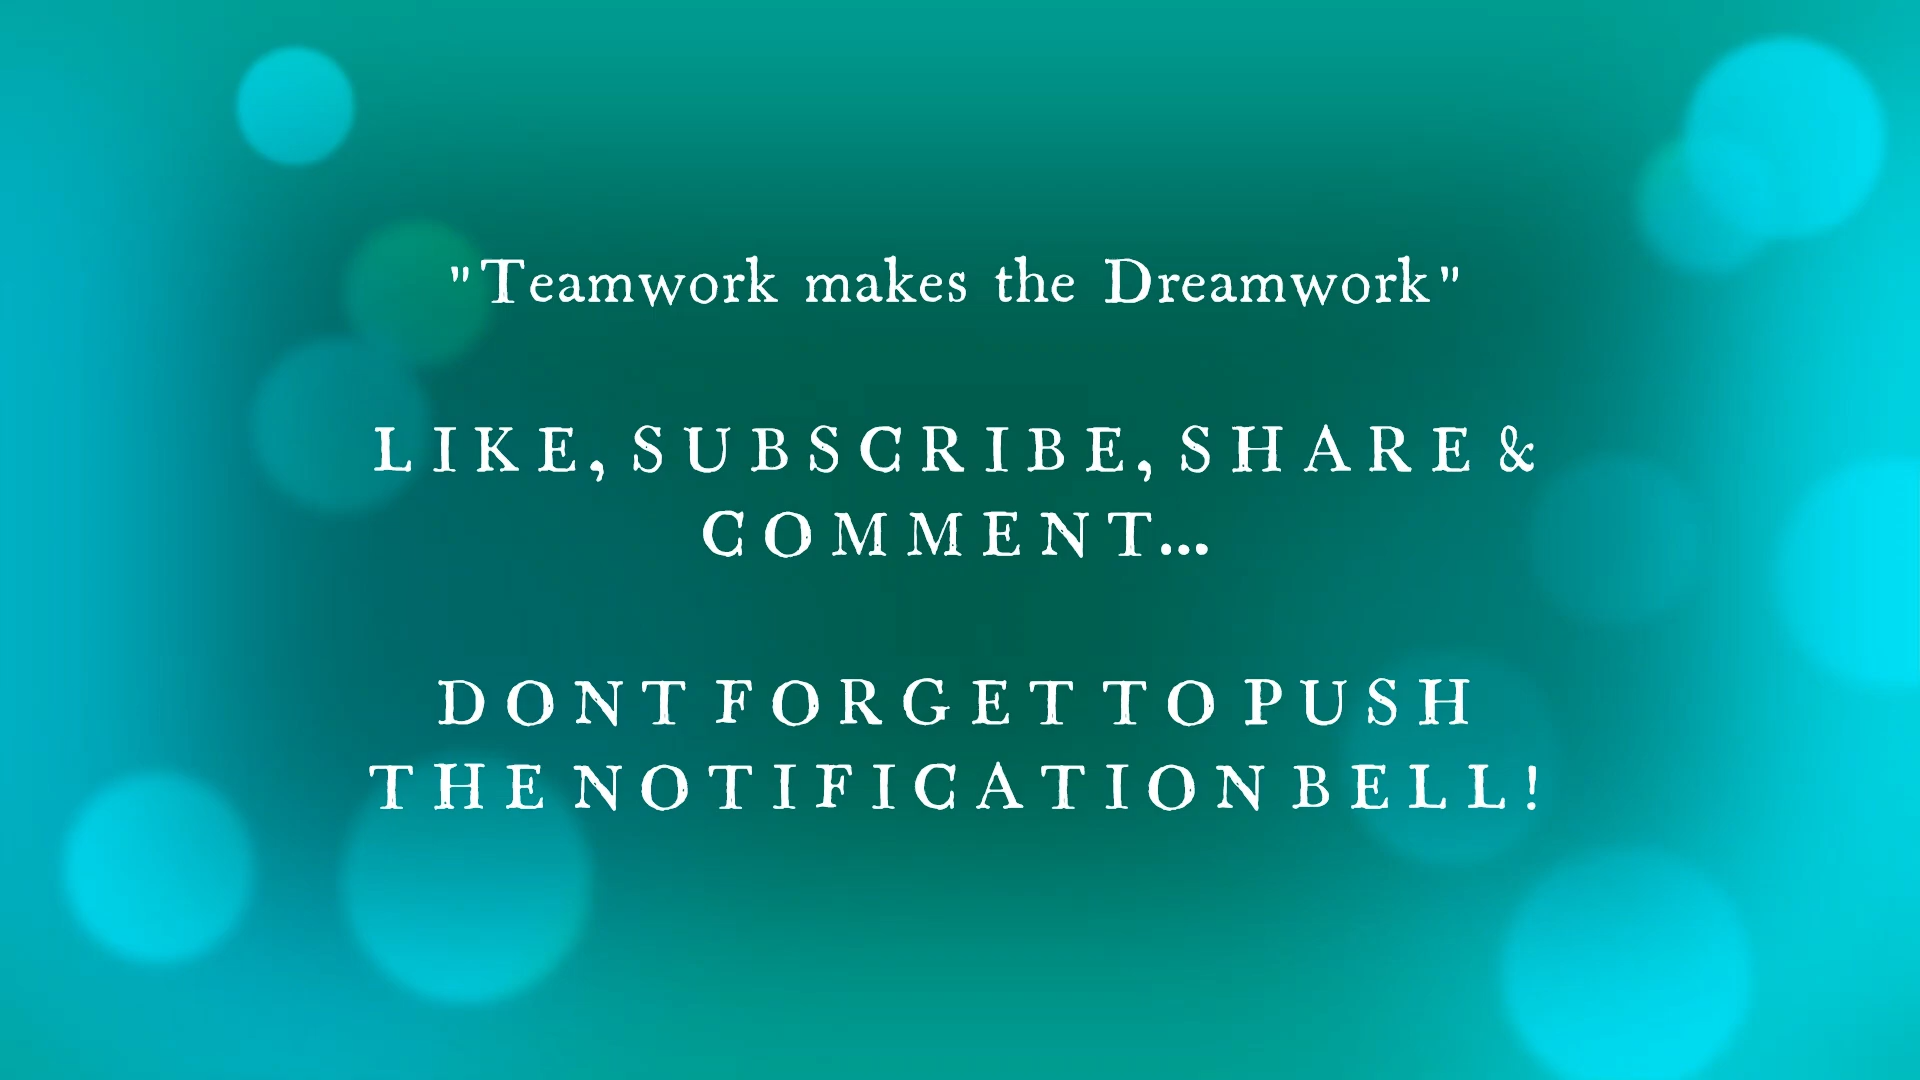 "Teamwork makes the Dreamwork"
LIKE, SUBSCRIBE, SHARE &
COMMENT...
DONT FORGET TO PUSH
THE NOTIFICATION BELL!